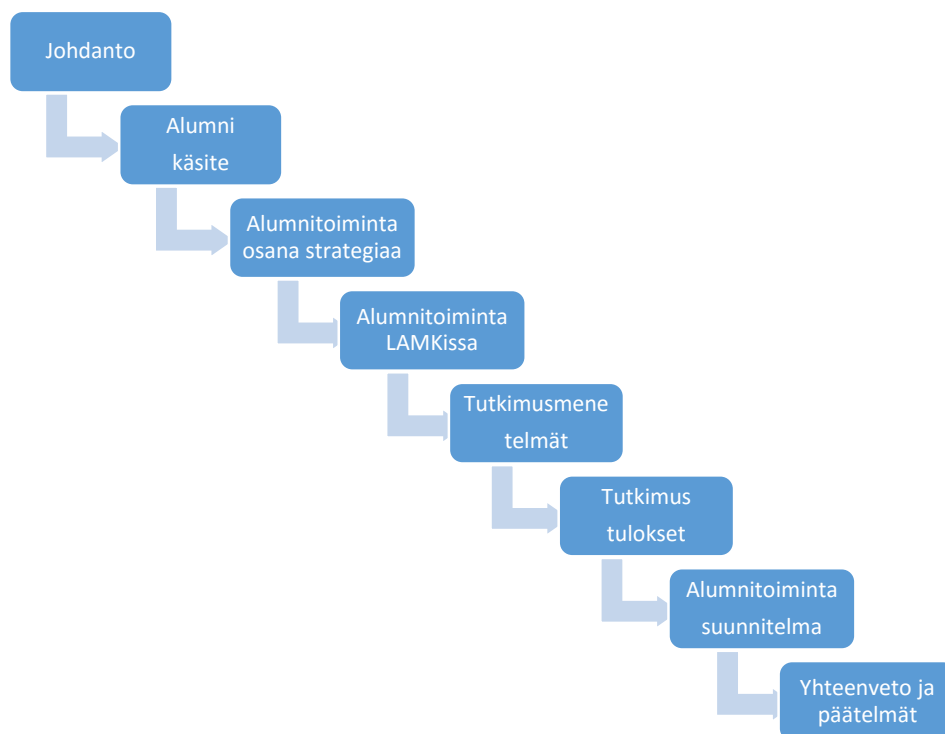 Johdanto
Alumni
käsite
Alumnitoiminta
osana strategiaa
Alumnitoiminta
LAMKissa
Tutkimusmene
telmät
Tutkimus
tulokset
Alumnitoiminta
suunnitelma
Yhteenveto ja
päätelmät